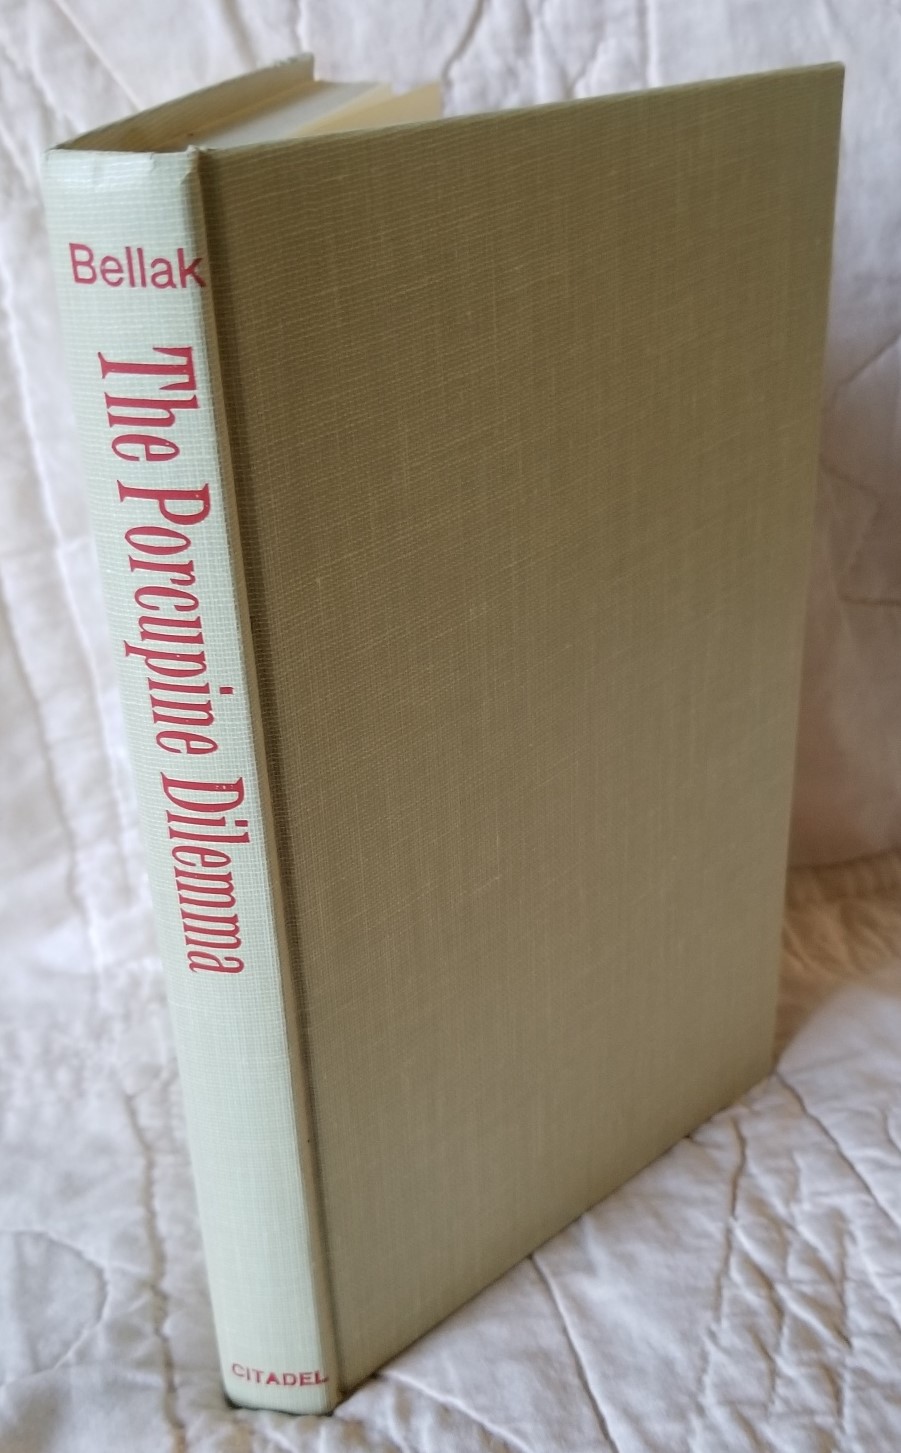 Bellak
The Porcupine Dilemma
CITADEL